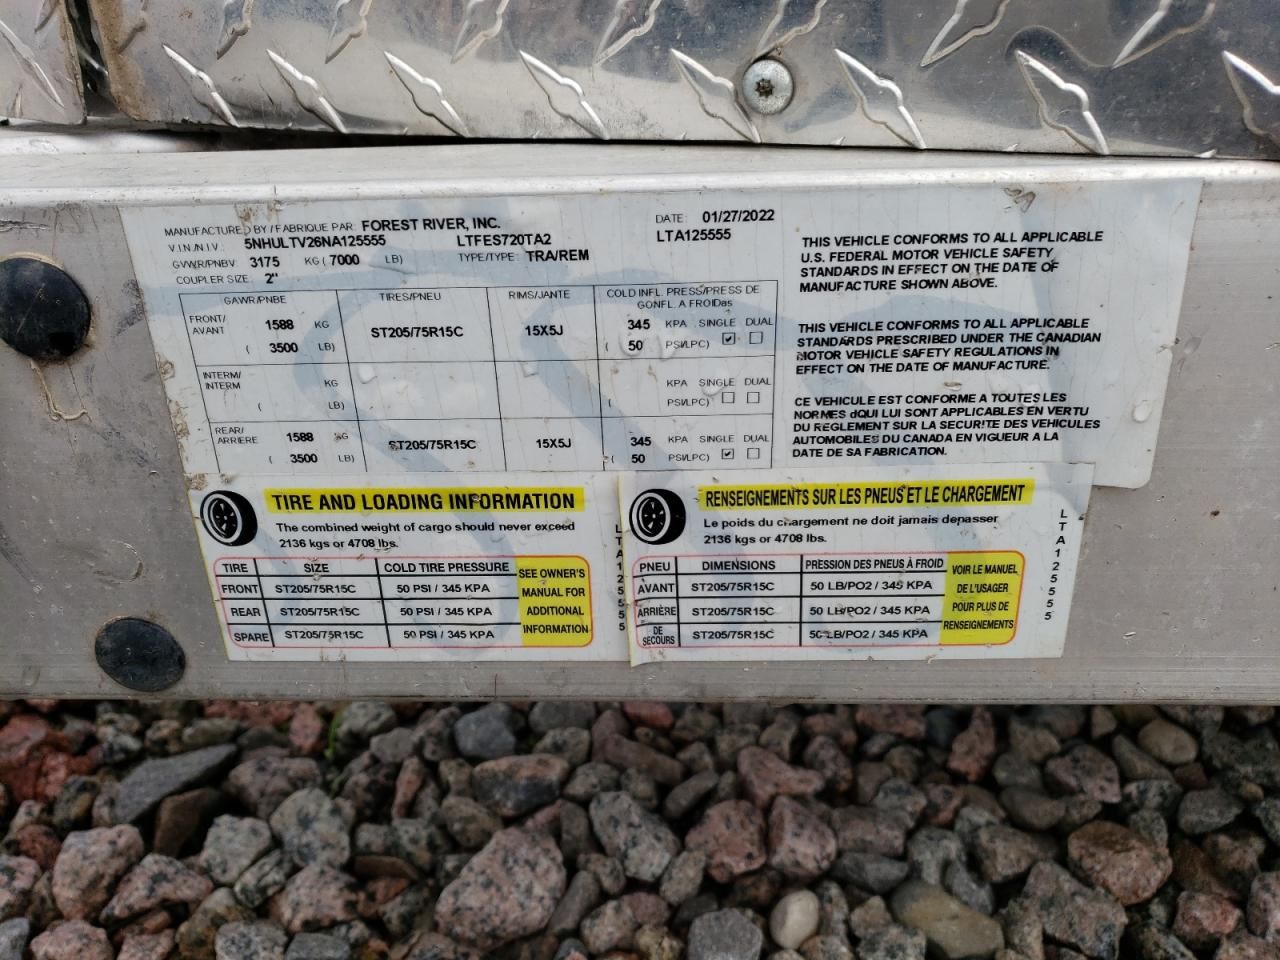 MANUFACTURED BY / FABRIQUE PAR: FOREST RIVER, INC. DATE: 01/27/2022
V.I.N./N.I.V.: 5NHULTV26NA125555 LTFES720TA2 LTA125555
GVWR/PNBV 3175 KG ( 7000 LB) TYPE/TYPE: TRA/REM
COUPLER SIZE: 2"
GAWR/PNBE TIRES/PNEU RIMS/JANTE COLD INFL. PRESS/PRESS DE
GONFL. A FROIDas
FRONT/
AVANT 1588 KG ST205/75R15C 15X5J 345 KPA SINGLE ☑ DUAL ☐
( 3500 LB) ( 50 PSI/LPC)
INTERM/
INTERM KG KPA SINGLE ☐ DUAL ☐
( LB) ( PSI/LPC)
REAR/
ARRIERE 1588 KG ST205/75R15C 15X5J 345 KPA SINGLE ☑ DUAL ☐
( 3500 LB) ( 50 PSI/LPC)
THIS VEHICLE CONFORMS TO ALL APPLICABLE
U.S. FEDERAL MOTOR VEHICLE SAFETY
STANDARDS IN EFFECT ON THE DATE OF
MANUFACTURE SHOWN ABOVE.
THIS VEHICLE CONFORMS TO ALL APPLICABLE
STANDARDS PRESCRIBED UNDER THE CANADIAN
MOTOR VEHICLE SAFETY REGULATIONS IN
EFFECT ON THE DATE OF MANUFACTURE.
CE VEHICULE EST CONFORME A TOUTES LES
NORMES dQUI LUI SONT APPLICABLES EN VERTU
DU REGLEMENT SUR LA SECURITE DES VEHICULES
AUTOMOBILES DU CANADA EN VIGUEUR A LA
DATE DE SA FABRICATION.
TIRE AND LOADING INFORMATION
The combined weight of cargo should never exceed
2136 kgs or 4708 lbs.
TIRE SIZE COLD TIRE PRESSURE
FRONT ST205/75R15C 50 PSI / 345 KPA
REAR ST205/75R15C 50 PSI / 345 KPA
SPARE ST205/75R15C 50 PSI / 345 KPA
SEE OWNER'S
MANUAL FOR
ADDITIONAL
INFORMATION
LTA125555
RENSEIGNEMENTS SUR LES PNEUS ET LE CHARGEMENT
Le poids du chargement ne doit jamais depasser
2136 kgs or 4708 lbs.
PNEU DIMENSIONS PRESSION DES PNEUS À FROID
AVANT ST205/75R15C 50 LB/PO2 / 345 KPA
ARRIÈRE ST205/75R15C 50 LB/PO2 / 345 KPA
DE
SECOURS ST205/75R15C 50 LB/PO2 / 345 KPA
VOIR LE MANUEL
DE L'USAGER
POUR PLUS DE
RENSEIGNEMENTS
LTA125555